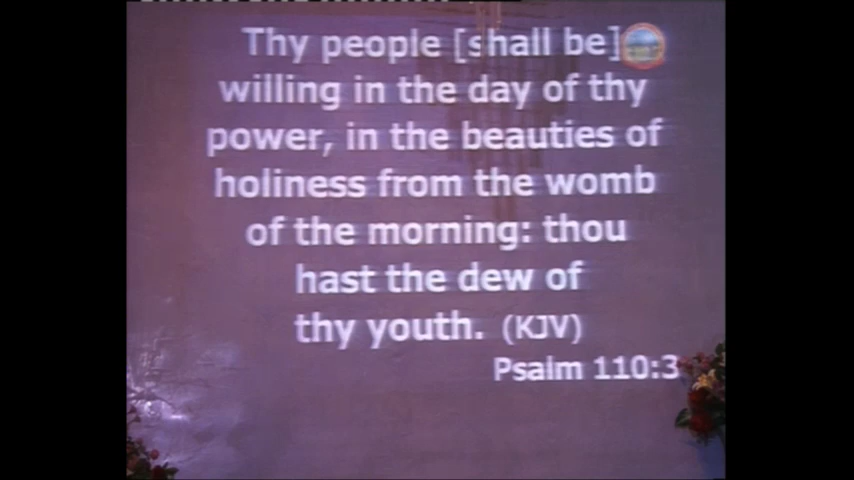 Thy people [shall be]
willing in the day of thy
power, in the beauties of
holiness from the womb
of the morning: thou
hast the dew of
thy youth. (KJV)
Psalm 110:3